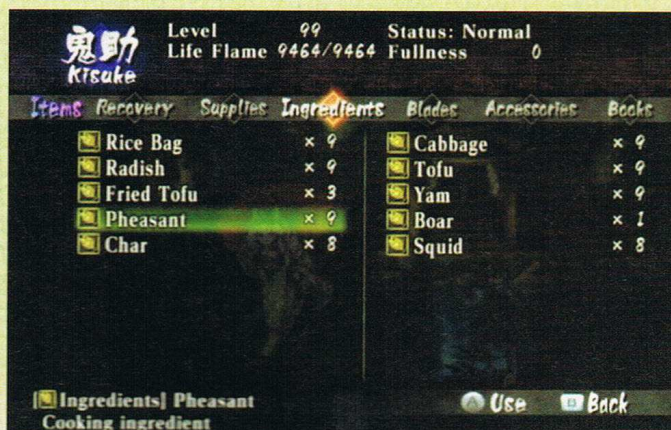 鬼助
Kisuke
Level 99 Status: Normal
Life Flame 9464/9464 Fullness 0
Items Recovery Supplies Ingredients Blades Accessories Books
Rice Bag × 9 Cabbage × 9
Radish × 9 Tofu × 9
Fried Tofu × 3 Yam × 9
Pheasant × 9 Boar × 1
Char × 8 Squid × 8
[Ingredients] Pheasant A Use B Back
Cooking ingredient